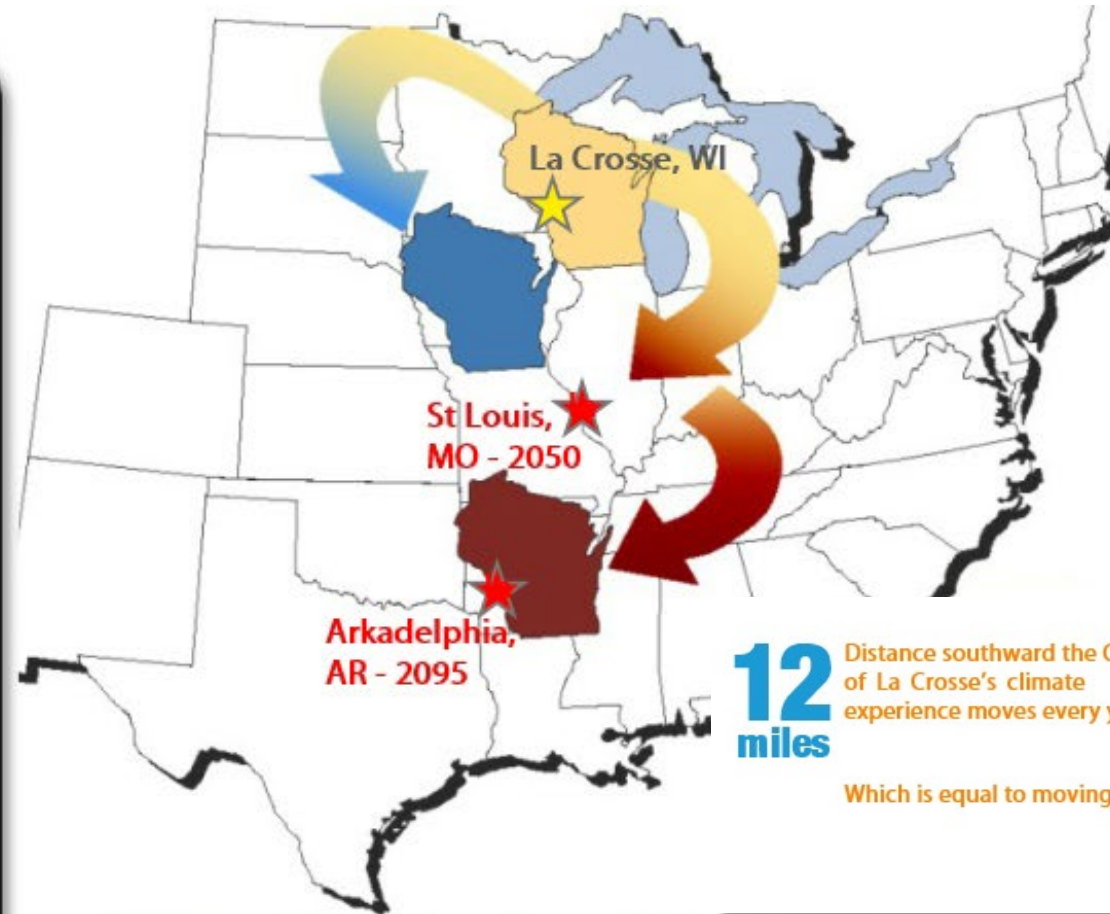 La Crosse, WI
St Louis,
MO - 2050
Arkadelphia,
AR - 2095
12
miles
Distance southward the
of La Crosse's climate
experience moves every
Which is equal to moving